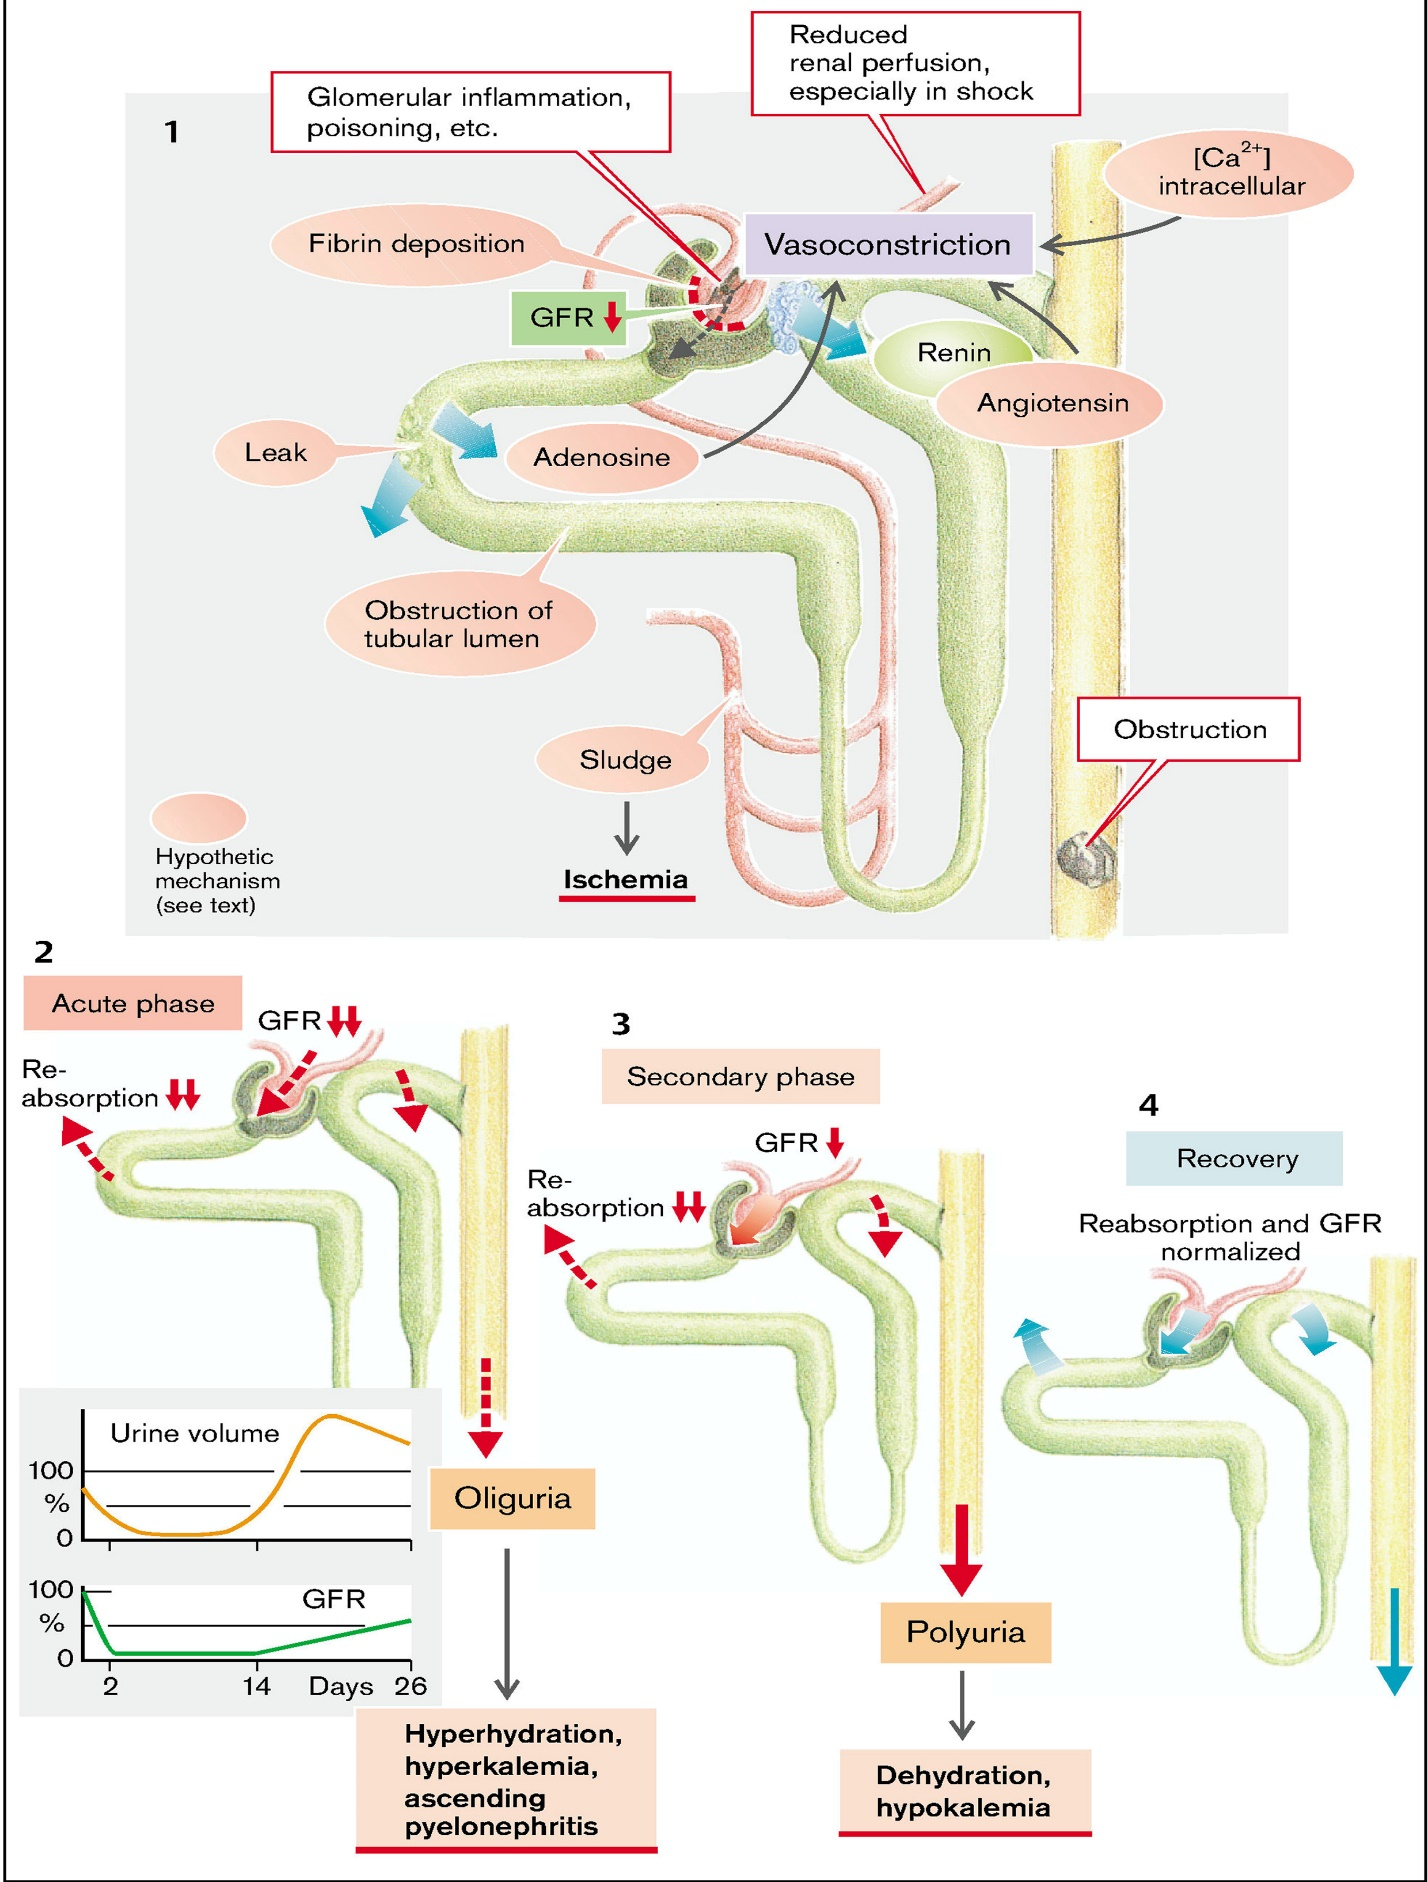 Reduced
renal perfusion,
especially in shock
Glomerular inflammation,
poisoning, etc.
1
[Ca2+]
intracellular
Fibrin deposition
Vasoconstriction
GFR
Renin
Angiotensin
Leak
Adenosine
Obstruction of
tubular lumen
Obstruction
Sludge
Hypothetic
mechanism
(see text)
Ischemia
2
Acute phase
GFR
Re-
absorption
3
Secondary phase
GFR
Re-
absorption
4
Recovery
Reabsorption and GFR
normalized
Urine volume
100
%
0
GFR
100
%
0
2 14 Days 26
Oliguria
Hyperhydration,
hyperkalemia,
ascending
pyelonephritis
Polyuria
Dehydration,
hypokalemia